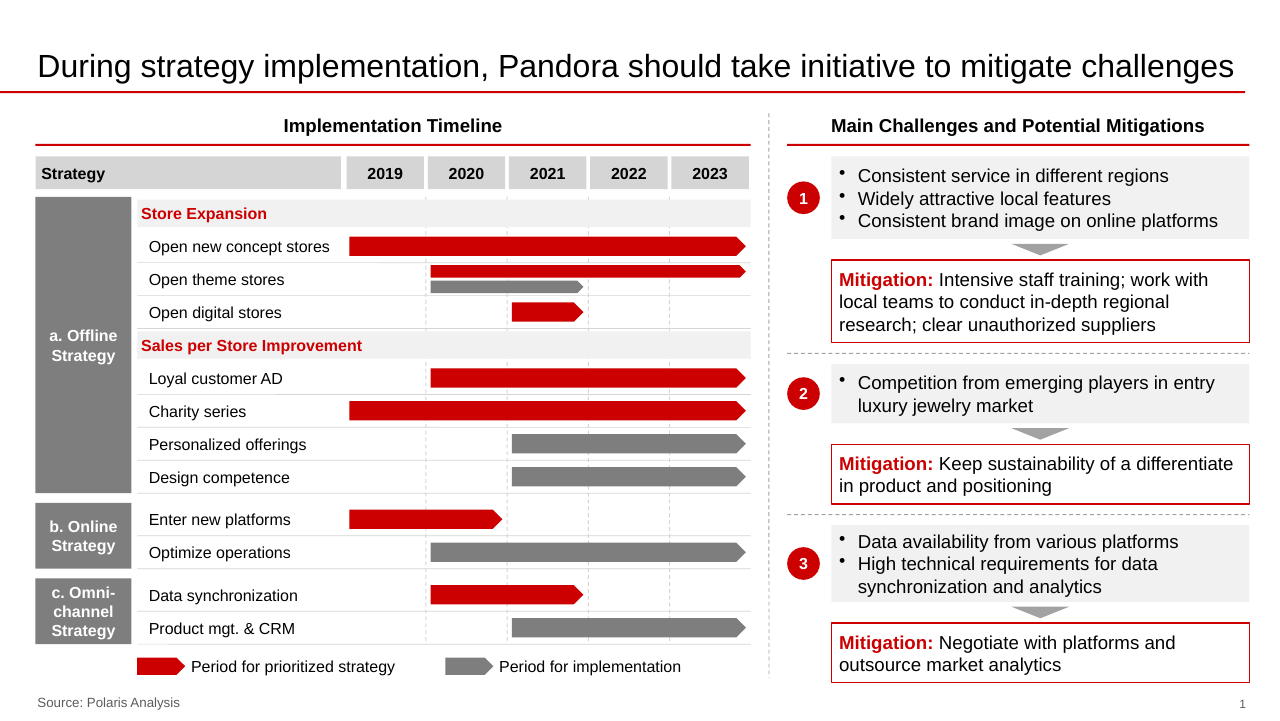 During strategy implementation, Pandora should take initiative to mitigate challenges
Implementation Timeline
Strategy 2019 2020 2021 2022 2023
a. Offline
Strategy
Store Expansion
Open new concept stores
Open theme stores
Open digital stores
Sales per Store Improvement
Loyal customer AD
Charity series
Personalized offerings
Design competence
b. Online
Strategy
Enter new platforms
Optimize operations
c. Omni-
channel
Strategy
Data synchronization
Product mgt. & CRM
Period for prioritized strategy
Period for implementation
Main Challenges and Potential Mitigations
1
• Consistent service in different regions
• Widely attractive local features
• Consistent brand image on online platforms
Mitigation: Intensive staff training; work with
local teams to conduct in-depth regional
research; clear unauthorized suppliers
2
• Competition from emerging players in entry
luxury jewelry market
Mitigation: Keep sustainability of a differentiate
in product and positioning
3
• Data availability from various platforms
• High technical requirements for data
synchronization and analytics
Mitigation: Negotiate with platforms and
outsource market analytics
Source: Polaris Analysis
1